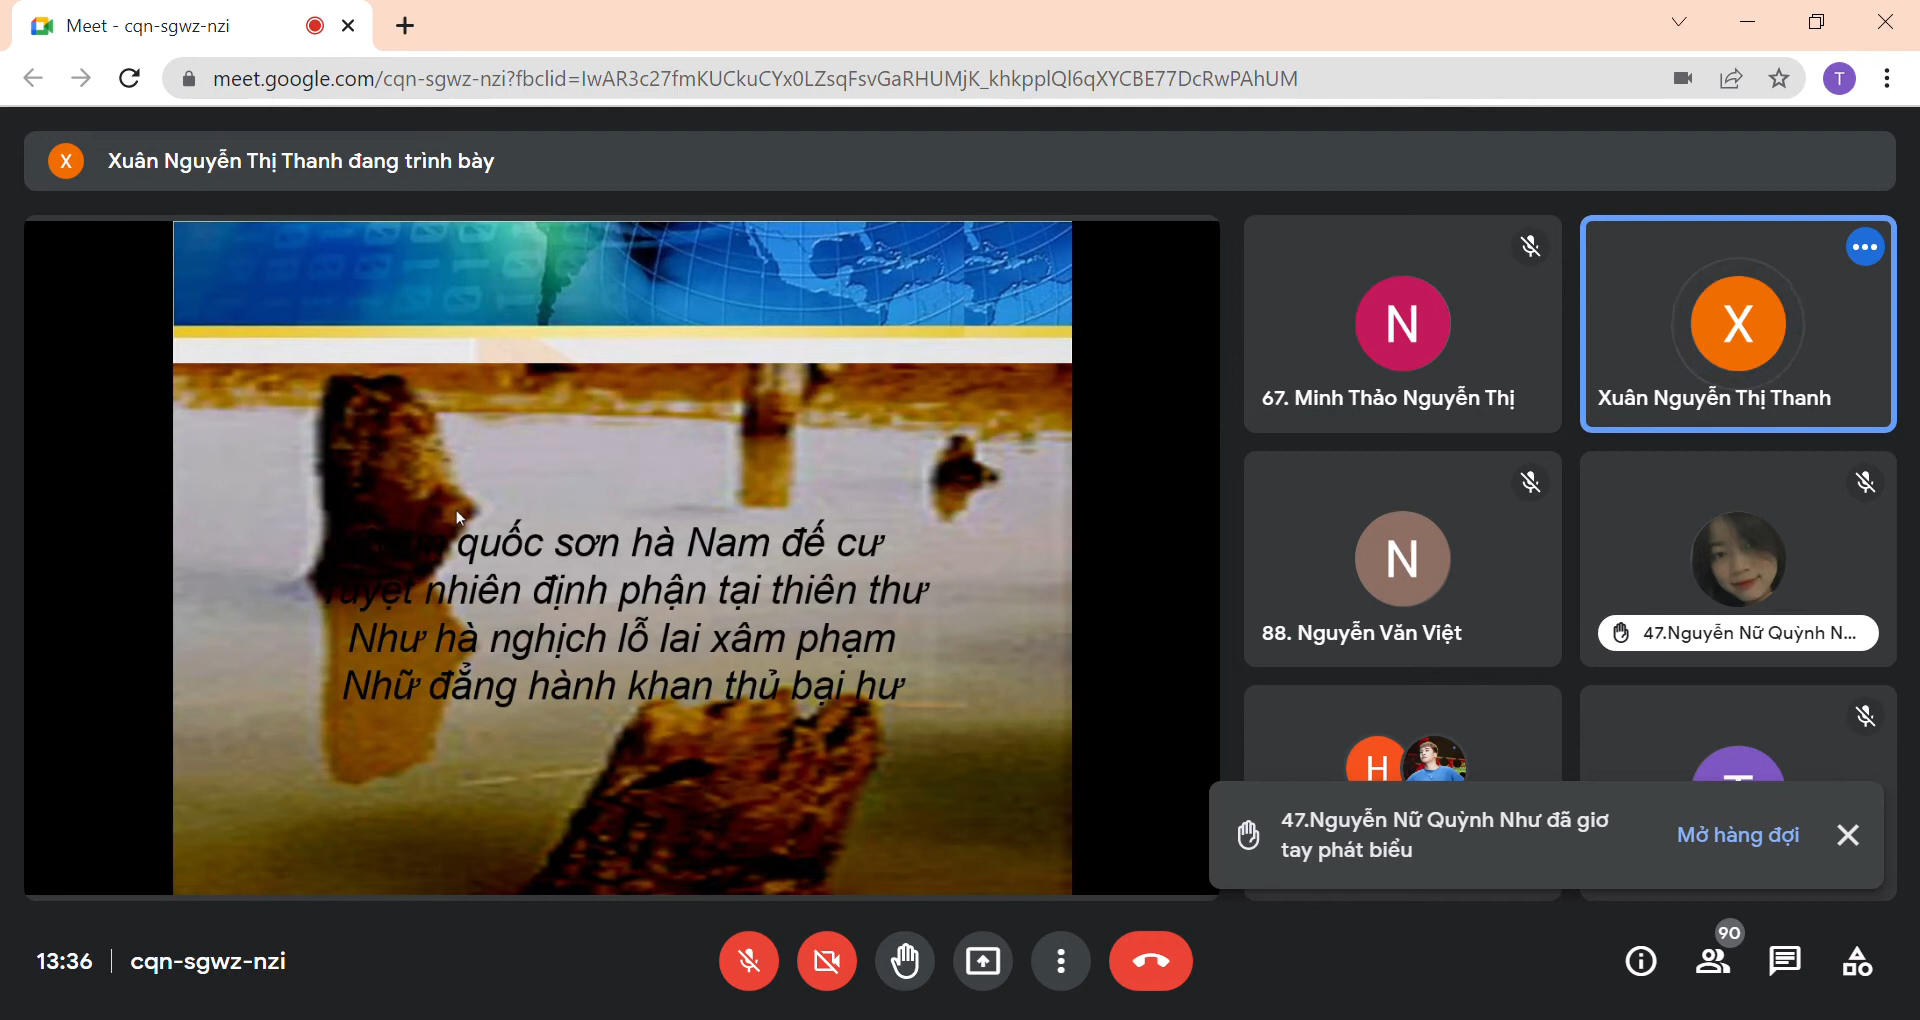 Meet - cqn-sgwz-nzi
meet.google.com/cqn-sgwz-nzi?fbclid=IwAR3c27fmKUCkuCYx0LZsqFsvGaRHUMjK_khkpplQl6qXYCBE77DcRwPAhUM
T
X
Xuân Nguyễn Thị Thanh đang trình bày
quốc sơn hà Nam đế cư
Tuyệt nhiên định phận tại thiên thư
Như hà nghịch lỗ lai xâm phạm
Nhữ đẳng hành khan thủ bại hư
N
67. Minh Thảo Nguyễn Thị
X
Xuân Nguyễn Thị Thanh
N
88. Nguyễn Văn Việt
47.Nguyễn Nữ Quỳnh N...
H
47.Nguyễn Nữ Quỳnh Như đã giơ
tay phát biểu
Mở hàng đợi
13:36
cqn-sgwz-nzi
90